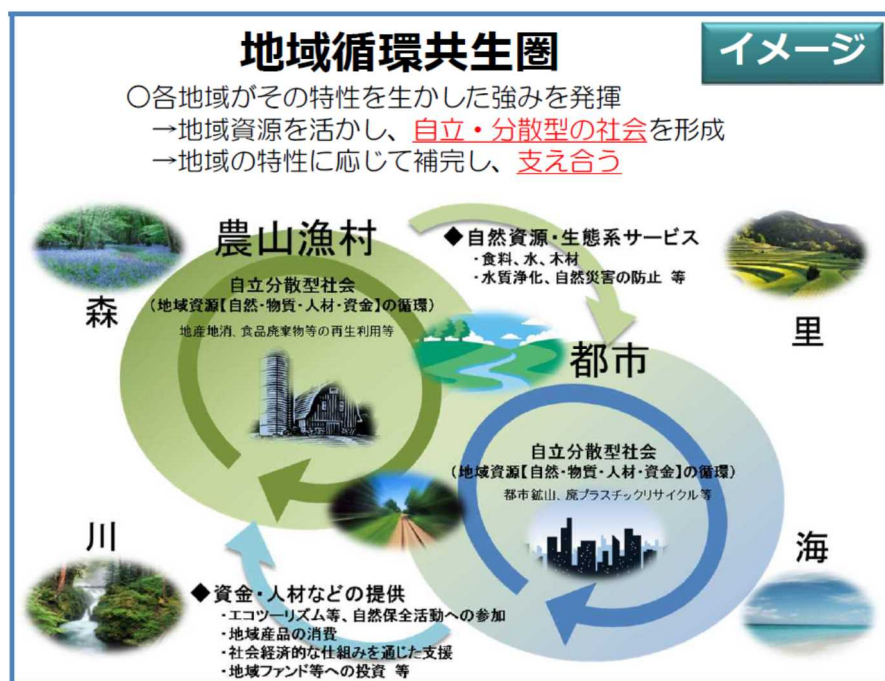 地域循環共生圏
イメージ
○各地域がその特性を生かした強みを発揮
→地域資源を活かし、自立・分散型の社会を形成
→地域の特性に応じて補完し、支え合う
農山漁村
◆自然資源・生態系サービス
・食料、水、木材
・水質浄化、自然災害の防止 等
森
自立分散型社会
(地域資源【自然・物質・人材・資金】の循環)
地産地消、食品廃棄物等の再生利用等
里
都市
自立分散型社会
(地域資源【自然・物質・人材・資金】の循環)
都市鉱山、廃プラスチックリサイクル等
川
海
◆資金・人材などの提供
・エコツーリズム等、自然保全活動への参加
・地域産品の消費
・社会経済的な仕組みを通じた支援
・地域ファンド等への投資 等